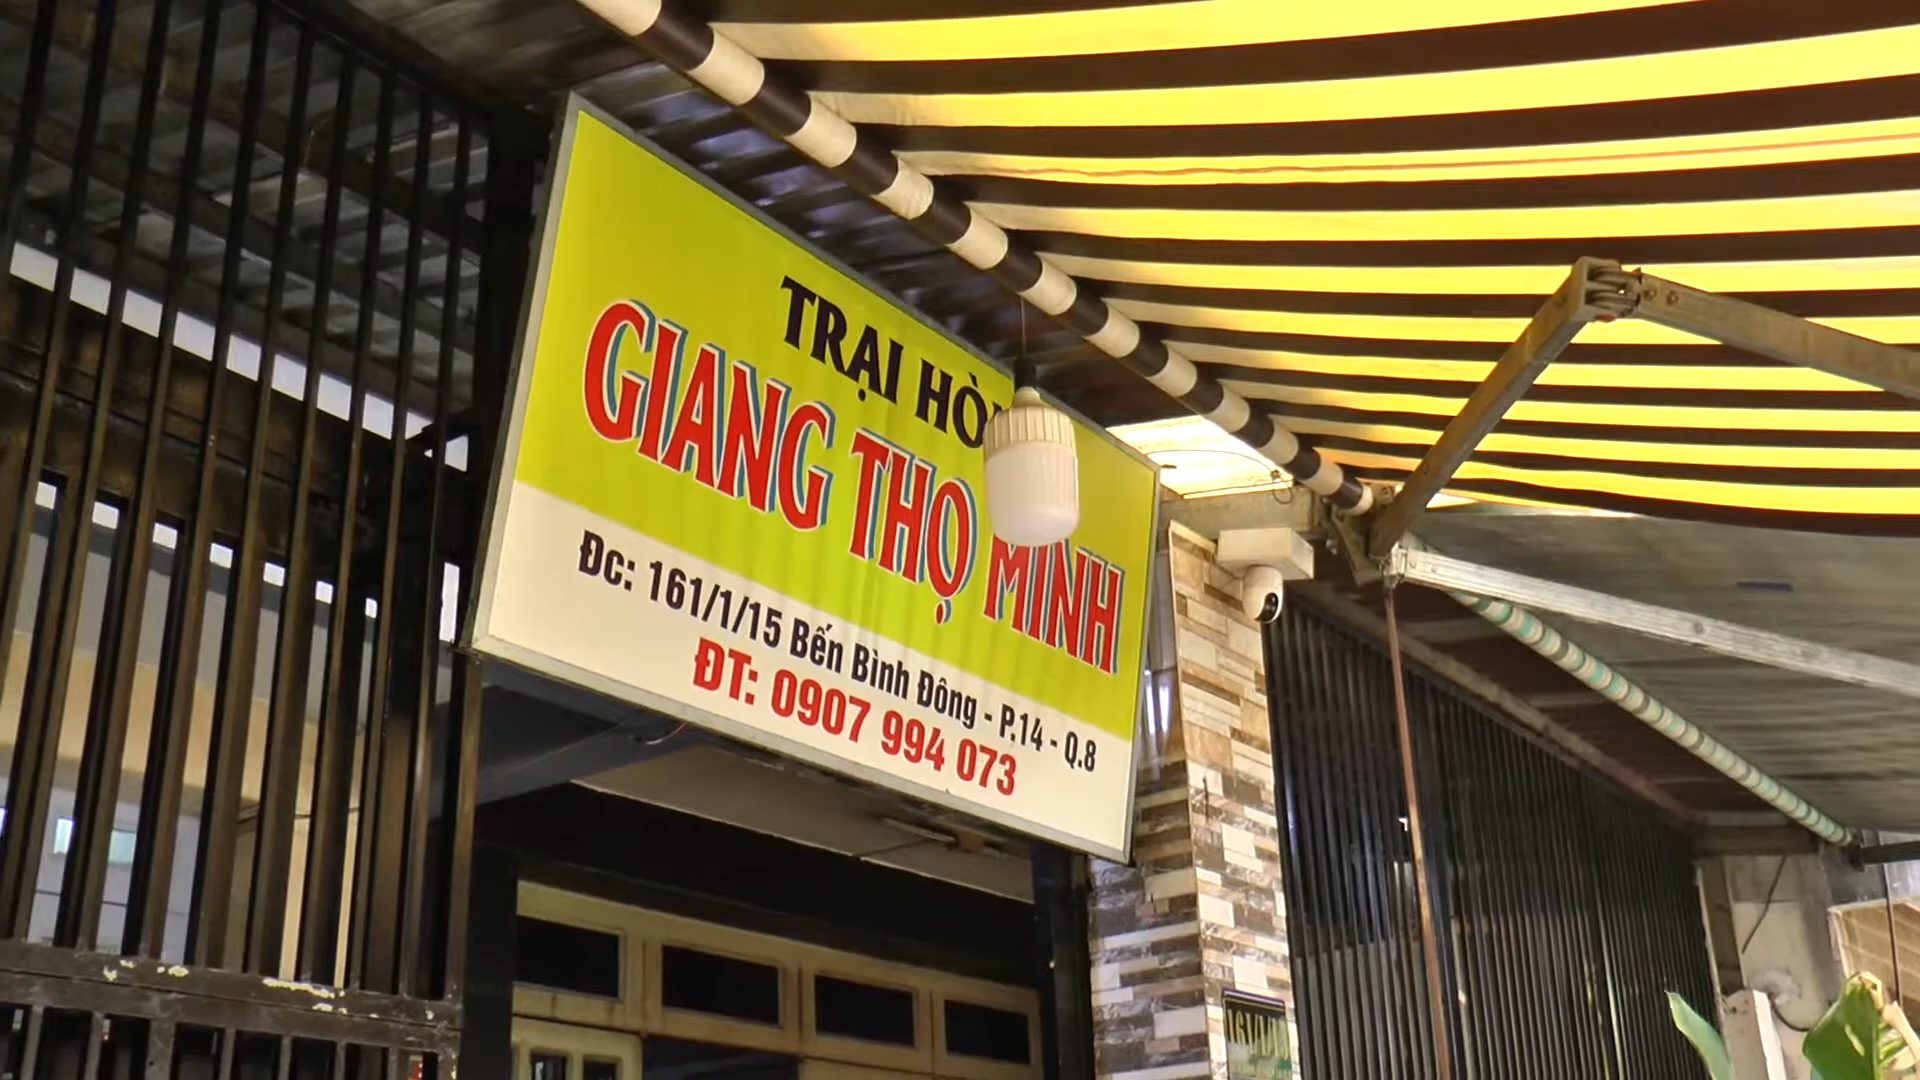 TRẠI HÒ
GIANG THỌ MINH
Đc: 161/1/15 Bến Bình Đông - P.14 - Q.8
ĐT: 0907 994 073